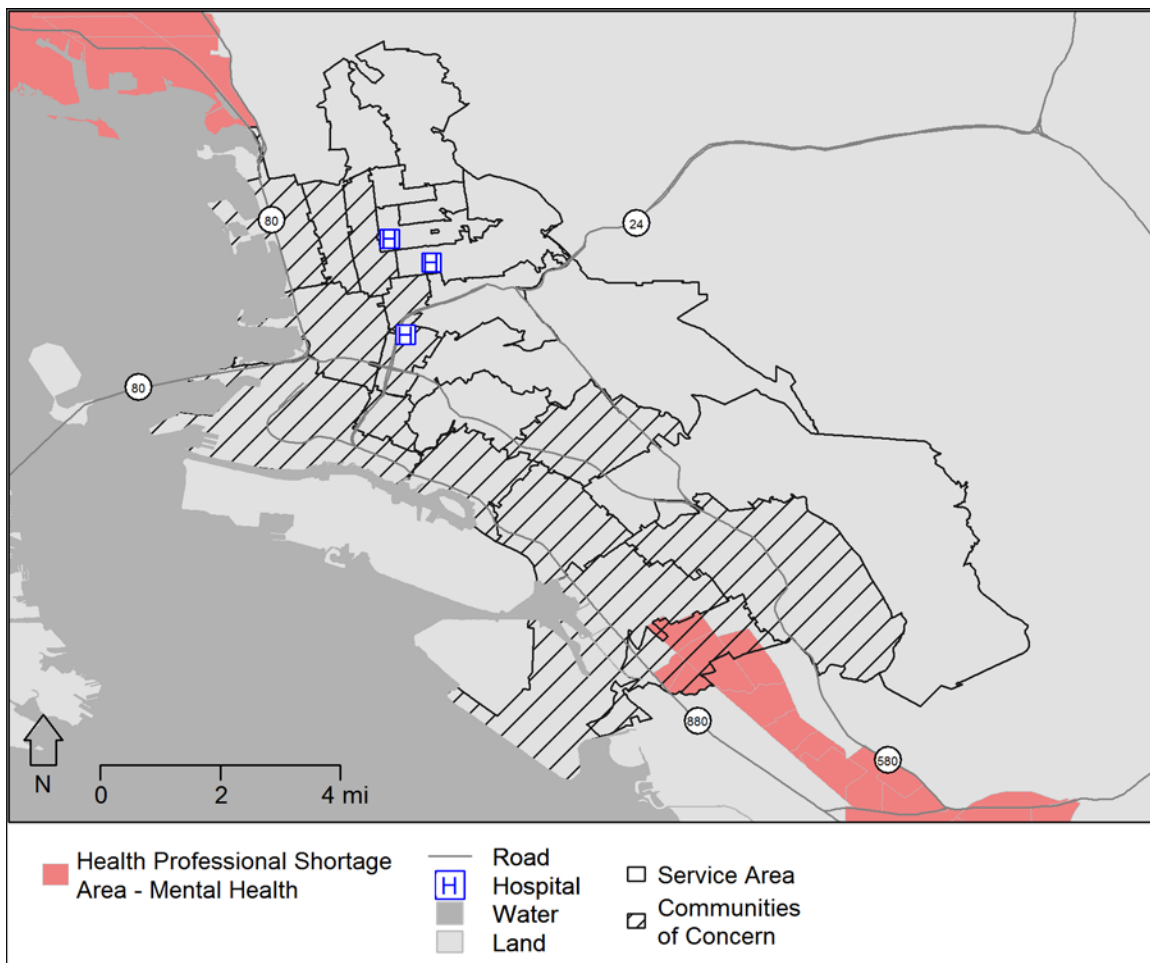 80
24
80
880
580
N
0 2 4 mi
Health Professional Shortage
Area - Mental Health
Road
H Hospital
Water
Land
Service Area
Communities
of Concern
H
H
H